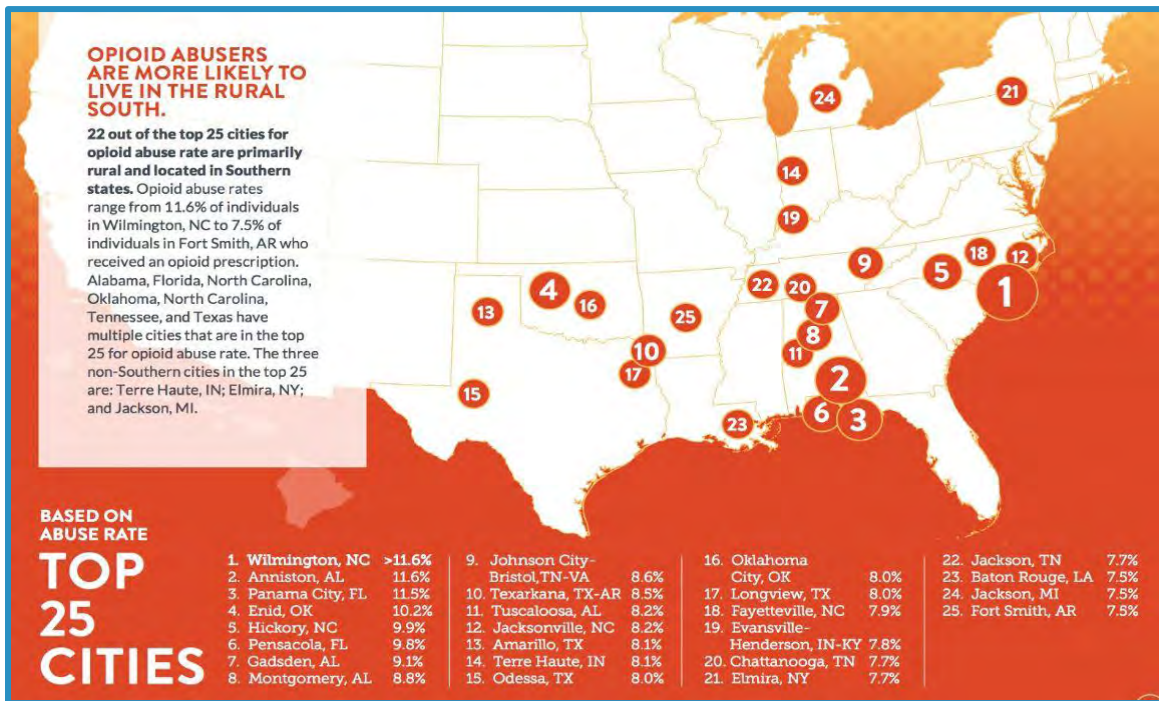 OPIOID ABUSERS
ARE MORE LIKELY TO
LIVE IN THE RURAL
SOUTH.
22 out of the top 25 cities for
opioid abuse rate are primarily
rural and located in Southern
states. Opioid abuse rates
range from 11.6% of individuals
in Wilmington, NC to 7.5% of
individuals in Fort Smith, AR who
received an opioid prescription.
Alabama, Florida, North Carolina,
Oklahoma, North Carolina,
Tennessee, and Texas have
multiple cities that are in the top
25 for opioid abuse rate. The three
non-Southern cities in the top 25
are: Terre Haute, IN; Elmira, NY;
and Jackson, MI.
24
21
14
19
9
5
18
12
1
4
16
13
22
20
7
25
8
10
11
17
2
15
6
3
23
BASED ON
ABUSE RATE
TOP
25
CITIES
1. Wilmington, NC >11.6%
2. Anniston, AL 11.6%
3. Panama City, FL 11.5%
4. Enid, OK 10.2%
5. Hickory, NC 9.9%
6. Pensacola, FL 9.8%
7. Gadsden, AL 9.1%
8. Montgomery, AL 8.8%
9. Johnson City-
Bristol,TN-VA 8.6%
10. Texarkana, TX-AR 8.5%
11. Tuscaloosa, AL 8.2%
12. Jacksonville, NC 8.2%
13. Amarillo, TX 8.1%
14. Terre Haute, IN 8.1%
15. Odessa, TX 8.0%
16. Oklahoma
City, OK 8.0%
17. Longview, TX 8.0%
18. Fayetteville, NC 7.9%
19. Evansville-
Henderson, IN-KY 7.8%
20. Chattanooga, TN 7.7%
21. Elmira, NY 7.7%
22. Jackson, TN 7.7%
23. Baton Rouge, LA 7.5%
24. Jackson, MI 7.5%
25. Fort Smith, AR 7.5%